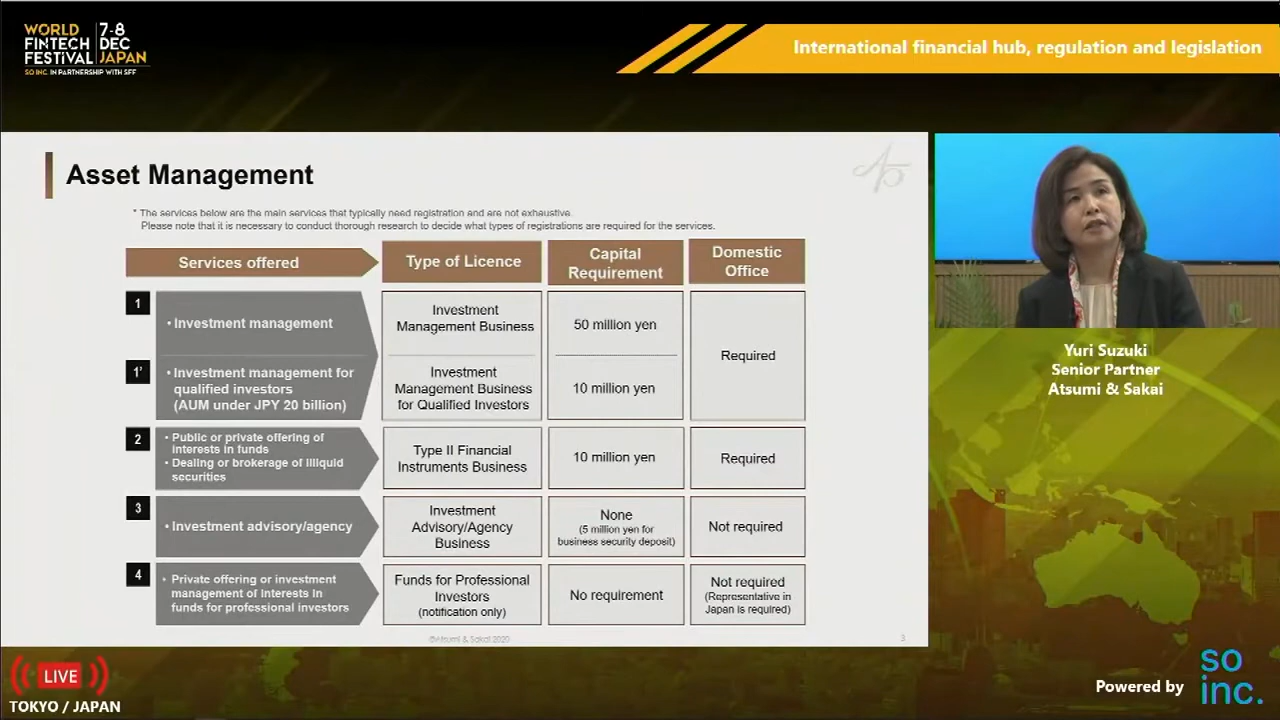 WORLD
FINTECH
FESTIVAL
7-8
DEC
JAPAN
SO INC. IN PARTNERSHIP WITH SFF
International financial hub, regulation and legislation
Asset Management
* The services below are the main services that typically need registration and are not exhaustive.
Please note that it is necessary to conduct thorough research to decide what types of registrations are required for the services.
Services offered
Type of Licence
Capital
Requirement
Domestic
Office
1
• Investment management
Investment
Management Business
50 million yen
Required
1'
• Investment management for
qualified investors
(AUM under JPY 20 billion)
Investment
Management Business
for Qualified Investors
10 million yen
2
• Public or private offering of
interests in funds
• Dealing or brokerage of illiquid
securities
Type II Financial
Instruments Business
10 million yen
Required
3
• Investment advisory/agency
Investment
Advisory/Agency
Business
None
(5 million yen for
business security deposit)
Not required
4
• Private offering or investment
management of interests in
funds for professional investors
Funds for Professional
Investors
(notification only)
No requirement
Not required
(Representative in
Japan is required)
©Atsumi & Sakai 2020
3
Yuri Suzuki
Senior Partner
Atsumi & Sakai
LIVE
TOKYO / JAPAN
Powered by
so
inc.